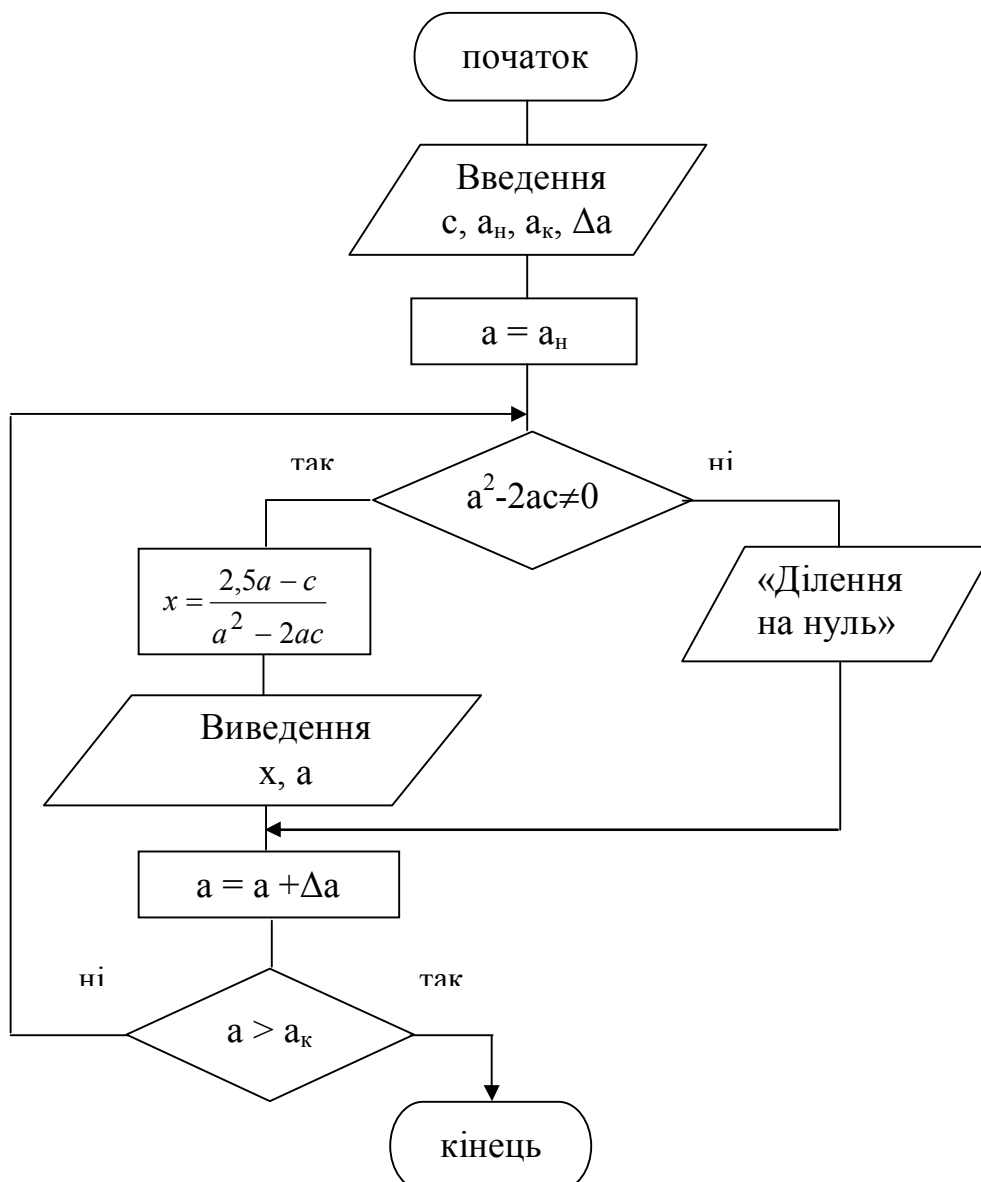 початок
Введення
с, aн, aк, Δa
a = aн
так
ні
a²-2ac≠0
x = (2,5a − c) / (a² − 2ac)
«Ділення
на нуль»
Виведення
x, a
a = a +Δa
ні
так
a > aк
кінець